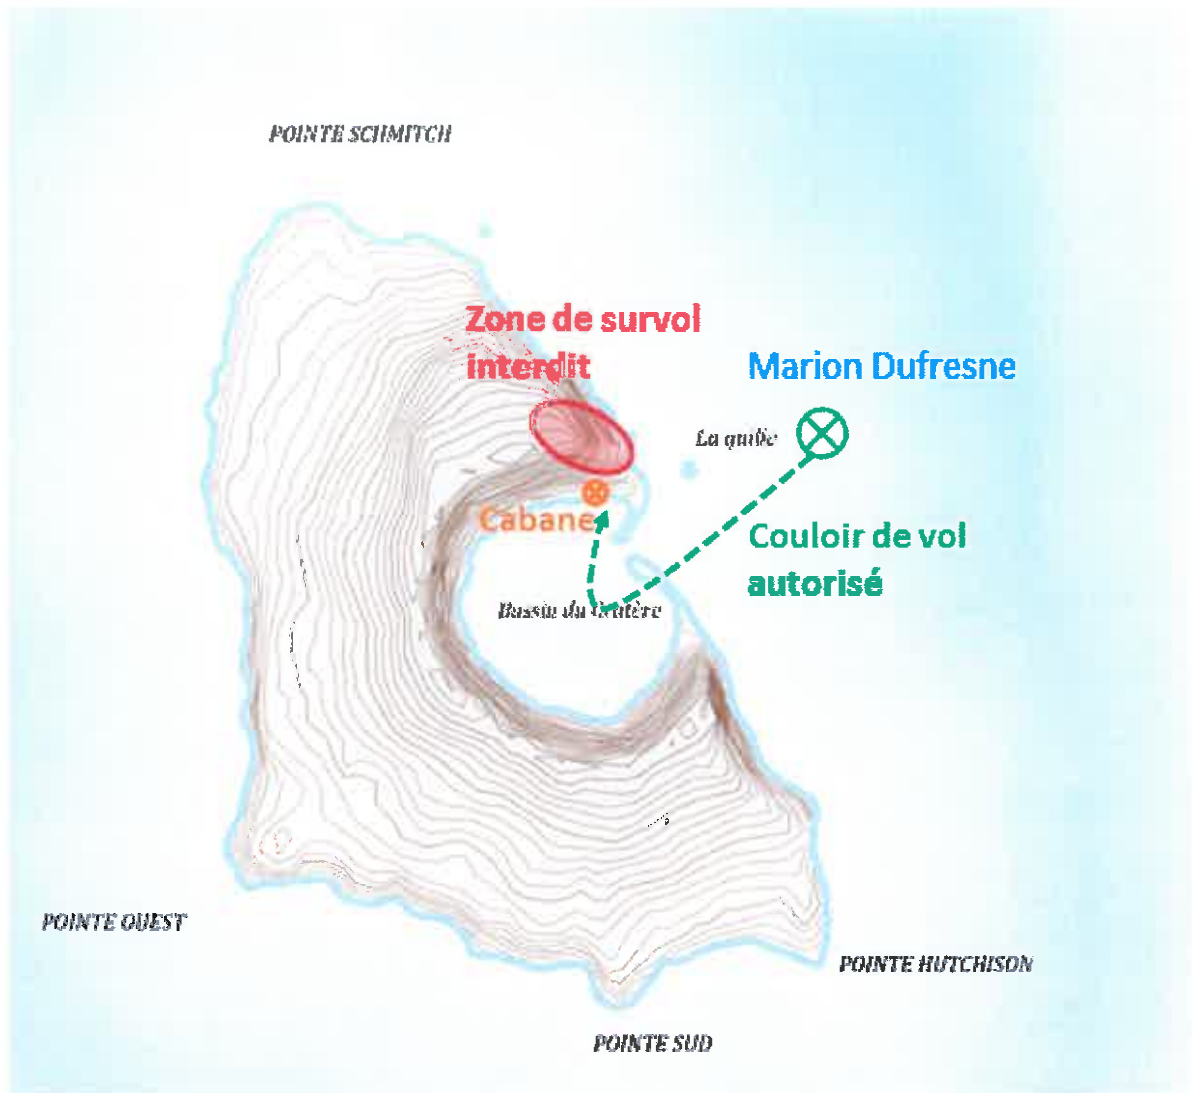 POINTE SCHMITCH
Zone de survol
interdit
Marion Dufresne
La quille
Cabane
Couloir de vol
autorisé
Bassin du Cratère
POINTE OUEST
POINTE HUTCHISON
POINTE SUD